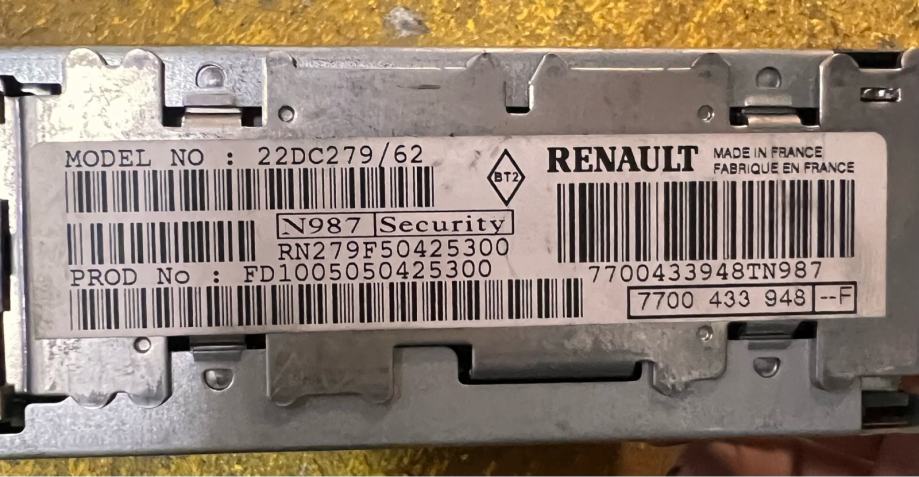 MODEL NO : 22DC279/62
BT2
RENAULT
MADE IN FRANCE
FABRIQUE EN FRANCE
N987 Security
RN279F50425300
PROD No : FD1005050425300
7700433948TN987
7700 433 948 --F